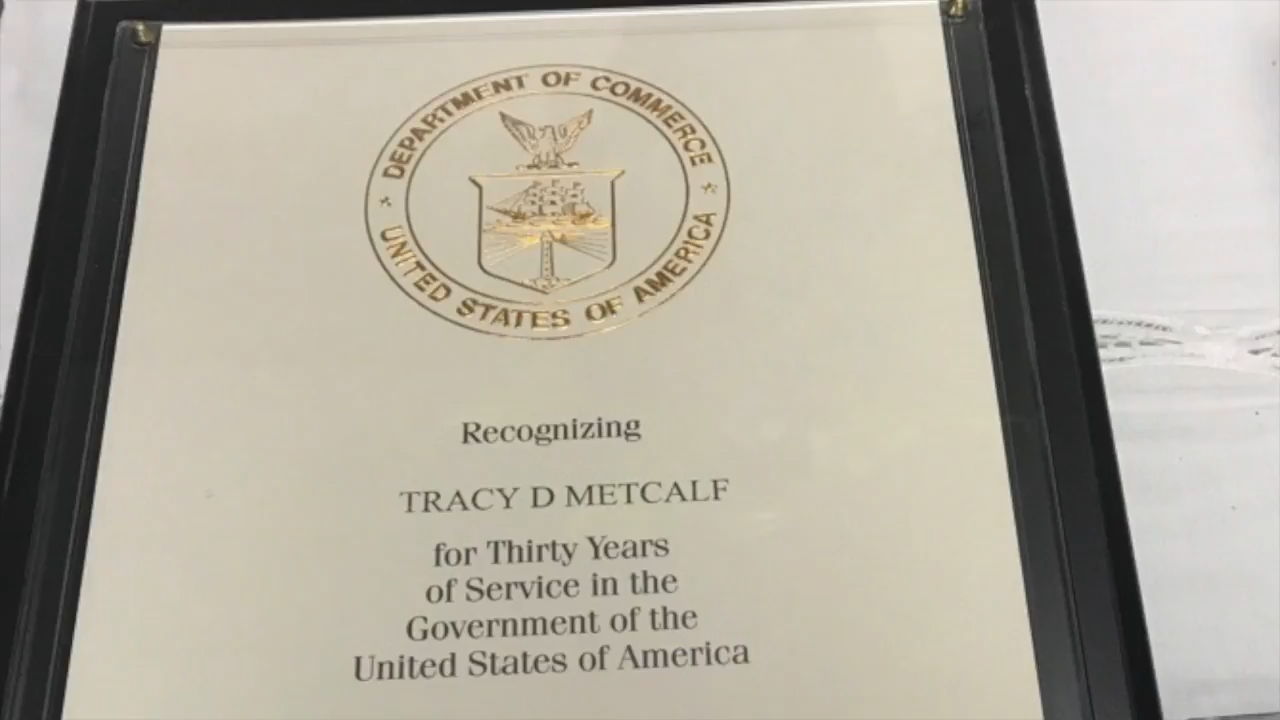 DEPARTMENT OF COMMERCE
UNITED STATES OF AMERICA
Recognizing
TRACY D METCALF
for Thirty Years
of Service in the
Government of the
United States of America